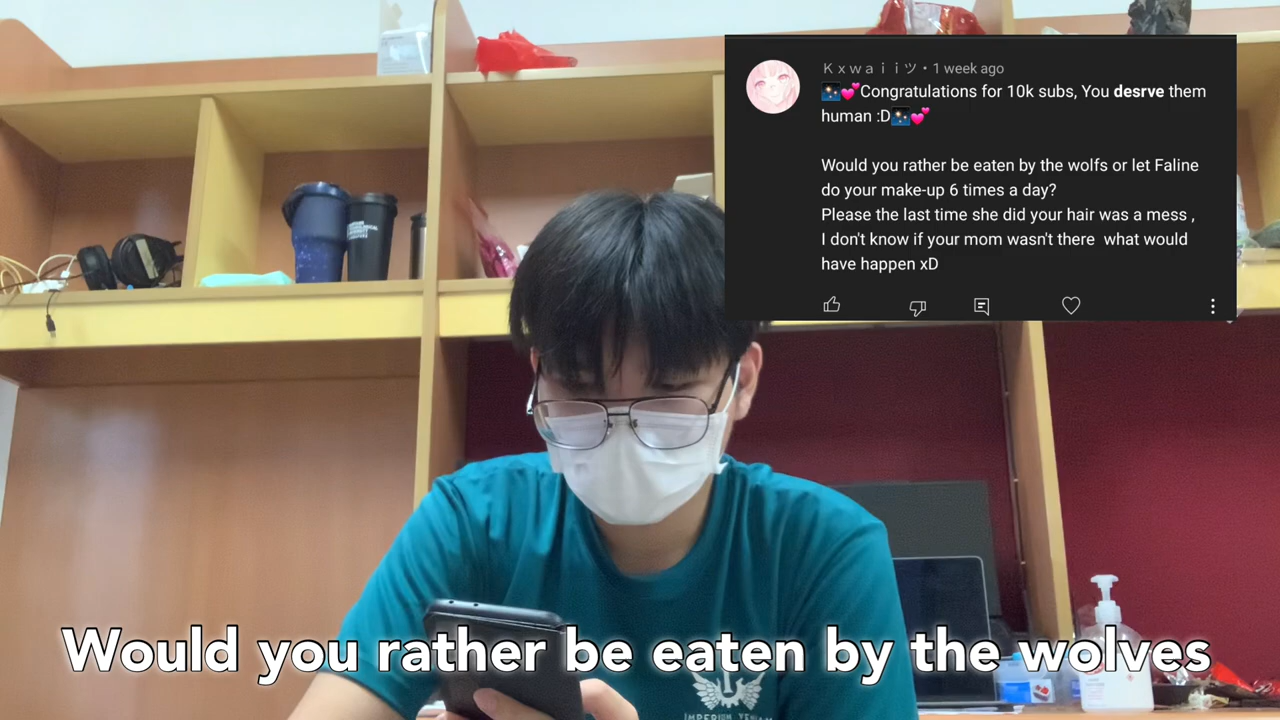 Ｋｘｗａｉｉツ • 1 week ago
🎆💕Congratulations for 10k subs, You desrve them
human :D🎆💕
Would you rather be eaten by the wolfs or let Faline
do your make-up 6 times a day?
Please the last time she did your hair was a mess ,
I don't know if your mom wasn't there what would
have happen xD
Would you rather be eaten by the wolves